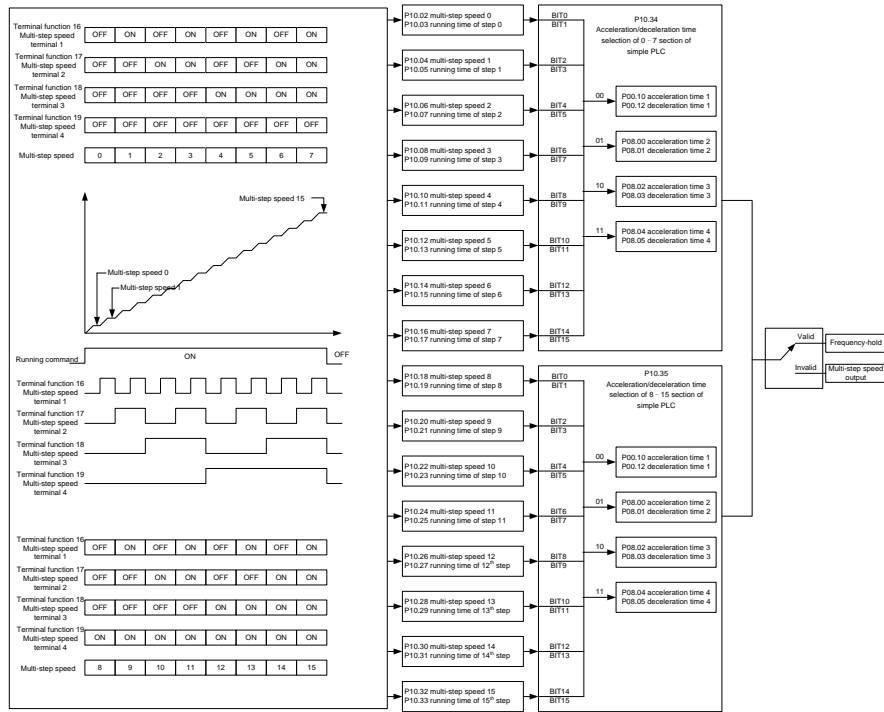 Terminal function 16
Multi-step speed
terminal 1
OFF ON OFF ON OFF ON OFF ON
Terminal function 17
Multi-step speed
terminal 2
OFF OFF ON ON OFF OFF ON ON
Terminal function 18
Multi-step speed
terminal 3
OFF OFF OFF OFF ON ON ON ON
Terminal function 19
Multi-step speed
terminal 4
OFF OFF OFF OFF OFF OFF OFF OFF
Multi-step speed 0 1 2 3 4 5 6 7
Multi-step speed 15
Multi-step speed 0
Multi-step speed 1
Running command ON OFF
Terminal function 16
Multi-step speed
terminal 1
Terminal function 17
Multi-step speed
terminal 2
Terminal function 18
Multi-step speed
terminal 3
Terminal function 19
Multi-step speed
terminal 4
Terminal function 16
Multi-step speed
terminal 1
OFF ON OFF ON OFF ON OFF ON
Terminal function 17
Multi-step speed
terminal 2
OFF OFF ON ON OFF OFF ON ON
Terminal function 18
Multi-step speed
terminal 3
OFF OFF OFF OFF ON ON ON ON
Terminal function 19
Multi-step speed
terminal 4
ON ON ON ON ON ON ON ON
Multi-step speed 8 9 10 11 12 13 14 15
P10.02 multi-step speed 0
P10.03 running time of step 0
P10.04 multi-step speed 1
P10.05 running time of step 1
P10.06 multi-step speed 2
P10.07 running time of step 2
P10.08 multi-step speed 3
P10.09 running time of step 3
P10.10 multi-step speed 4
P10.11 running time of step 4
P10.12 multi-step speed 5
P10.13 running time of step 5
P10.14 multi-step speed 6
P10.15 running time of step 6
P10.16 multi-step speed 7
P10.17 running time of step 7
P10.18 multi-step speed 8
P10.19 running time of step 8
P10.20 multi-step speed 9
P10.21 running time of step 9
P10.22 multi-step speed 10
P10.23 running time of step 10
P10.24 multi-step speed 11
P10.25 running time of step 11
P10.26 multi-step speed 12
P10.27 running time of 12th step
P10.28 multi-step speed 13
P10.29 running time of 13th step
P10.30 multi-step speed 14
P10.31 running time of 14th step
P10.32 multi-step speed 15
P10.33 running time of 15th step
BIT0
BIT1
BIT2
BIT3
BIT4
BIT5
BIT6
BIT7
BIT8
BIT9
BIT10
BIT11
BIT12
BIT13
BIT14
BIT15
P10.34
Acceleration/deceleration time
selection of 0 - 7 section of
simple PLC
00
P00.10 acceleration time 1
P00.12 deceleration time 1
01
P08.00 acceleration time 2
P08.01 deceleration time 2
10
P08.02 acceleration time 3
P08.03 deceleration time 3
11
P08.04 acceleration time 4
P08.05 deceleration time 4
BIT0
BIT1
BIT2
BIT3
BIT4
BIT5
BIT6
BIT7
BIT8
BIT9
BIT10
BIT11
BIT12
BIT13
BIT14
BIT15
P10.35
Acceleration/deceleration time
selection of 8 - 15 section of
simple PLC
00
P00.10 acceleration time 1
P00.12 deceleration time 1
01
P08.00 acceleration time 2
P08.01 deceleration time 2
10
P08.02 acceleration time 3
P08.03 deceleration time 3
11
P08.04 acceleration time 4
P08.05 deceleration time 4
Valid
Frequency-hold
Invalid
Multi-step speed
output